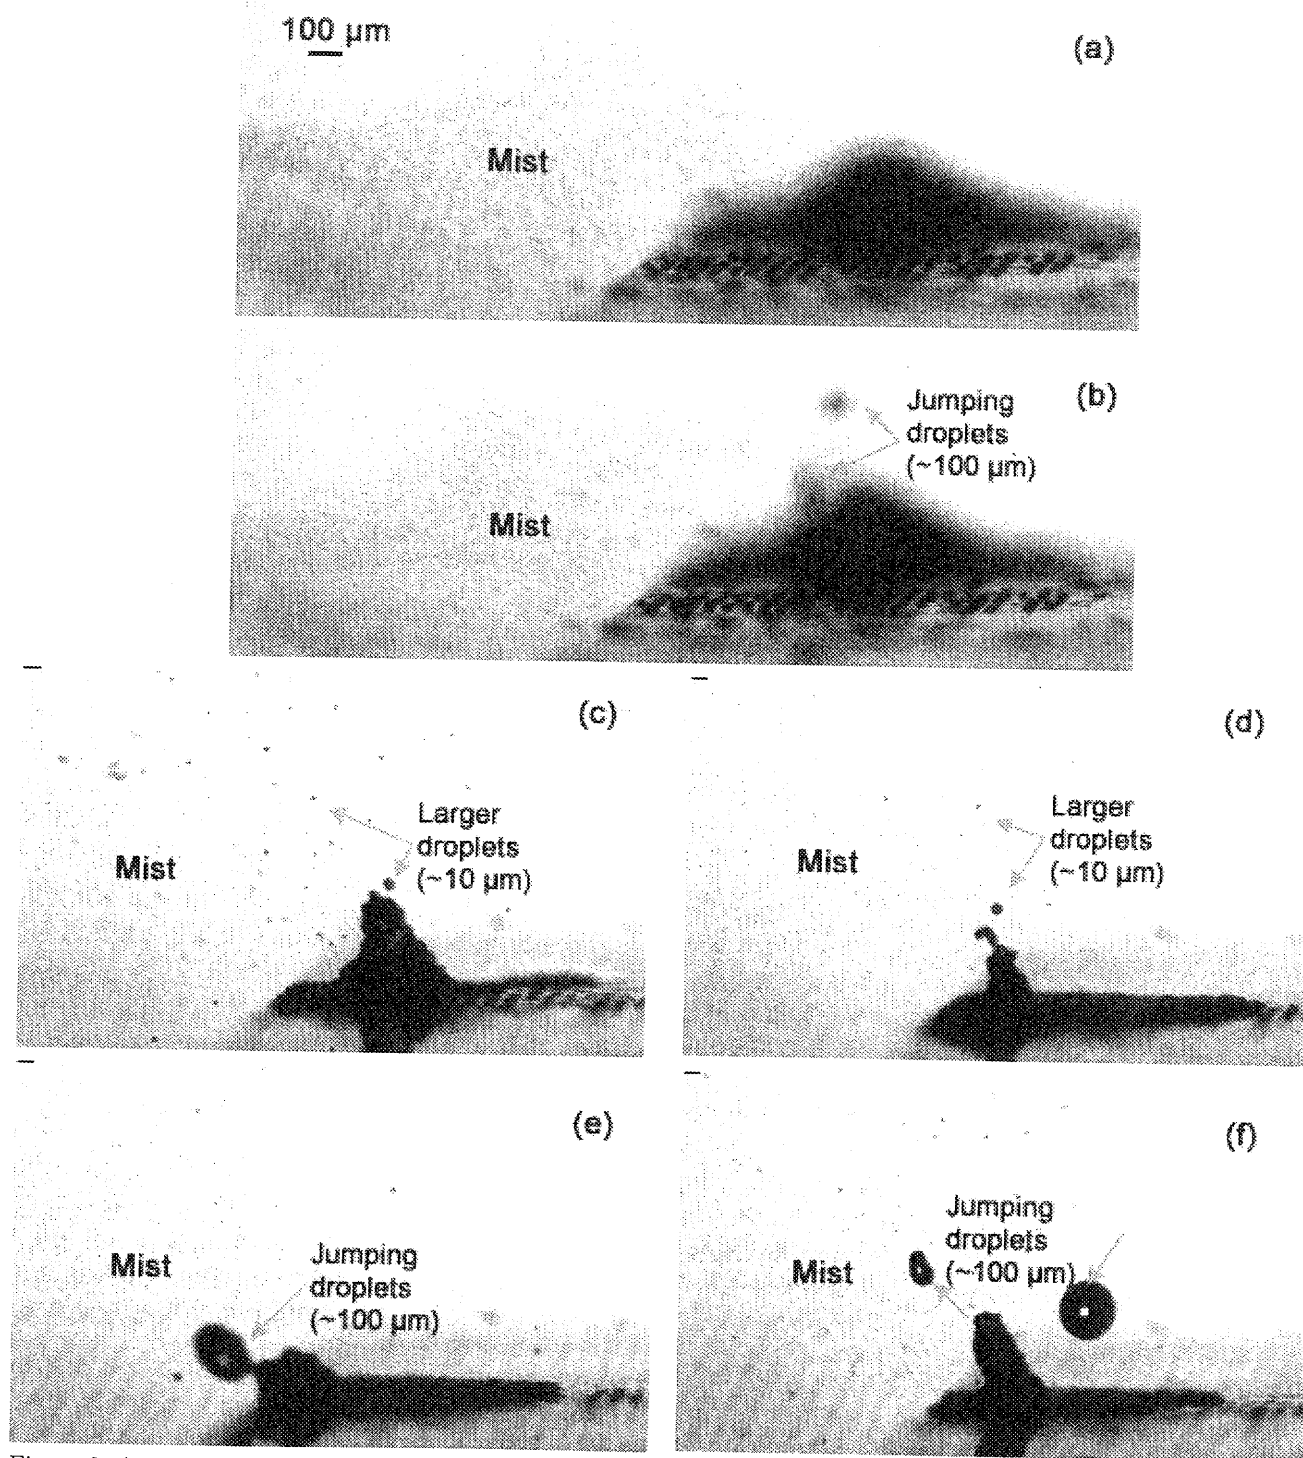 100 µm
(a)
Mist
(b)
Jumping
droplets
(~100 µm)
Mist
(c)
Larger
droplets
(~10 µm)
Mist
(d)
Larger
droplets
(~10 µm)
Mist
(e)
Jumping
droplets
(~100 µm)
Mist
(f)
Jumping
droplets
(~100 µm)
Mist